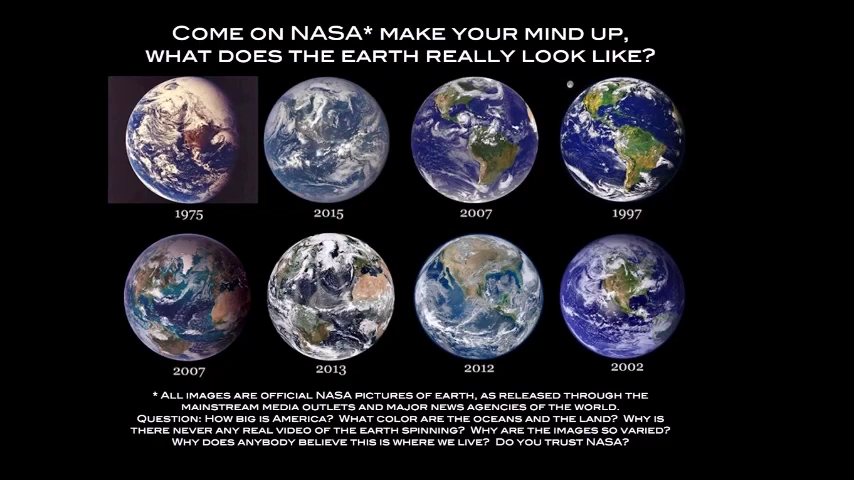 Come on NASA* make your mind up,
what does the earth really look like?
1975
2015
2007
1997
2007
2013
2012
2002
* All images are official NASA pictures of earth, as released through the
mainstream media outlets and major news agencies of the world.
Question: How big is America? What color are the oceans and the land? Why is
there never any real video of the earth spinning? Why are the images so varied?
Why does anybody believe this is where we live? Do you trust NASA?